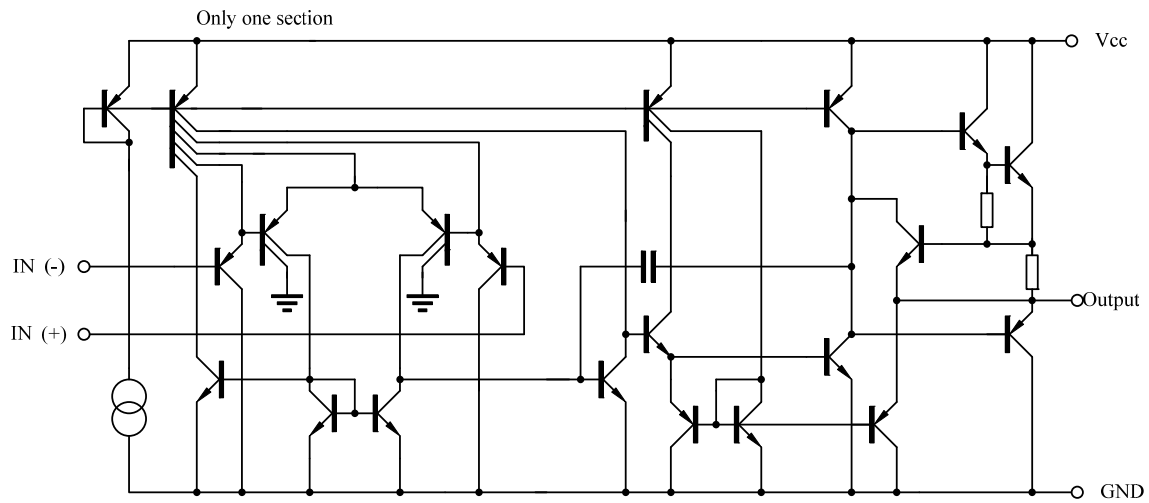 Only one section
Vcc
IN (-)
IN (+)
Output
GND